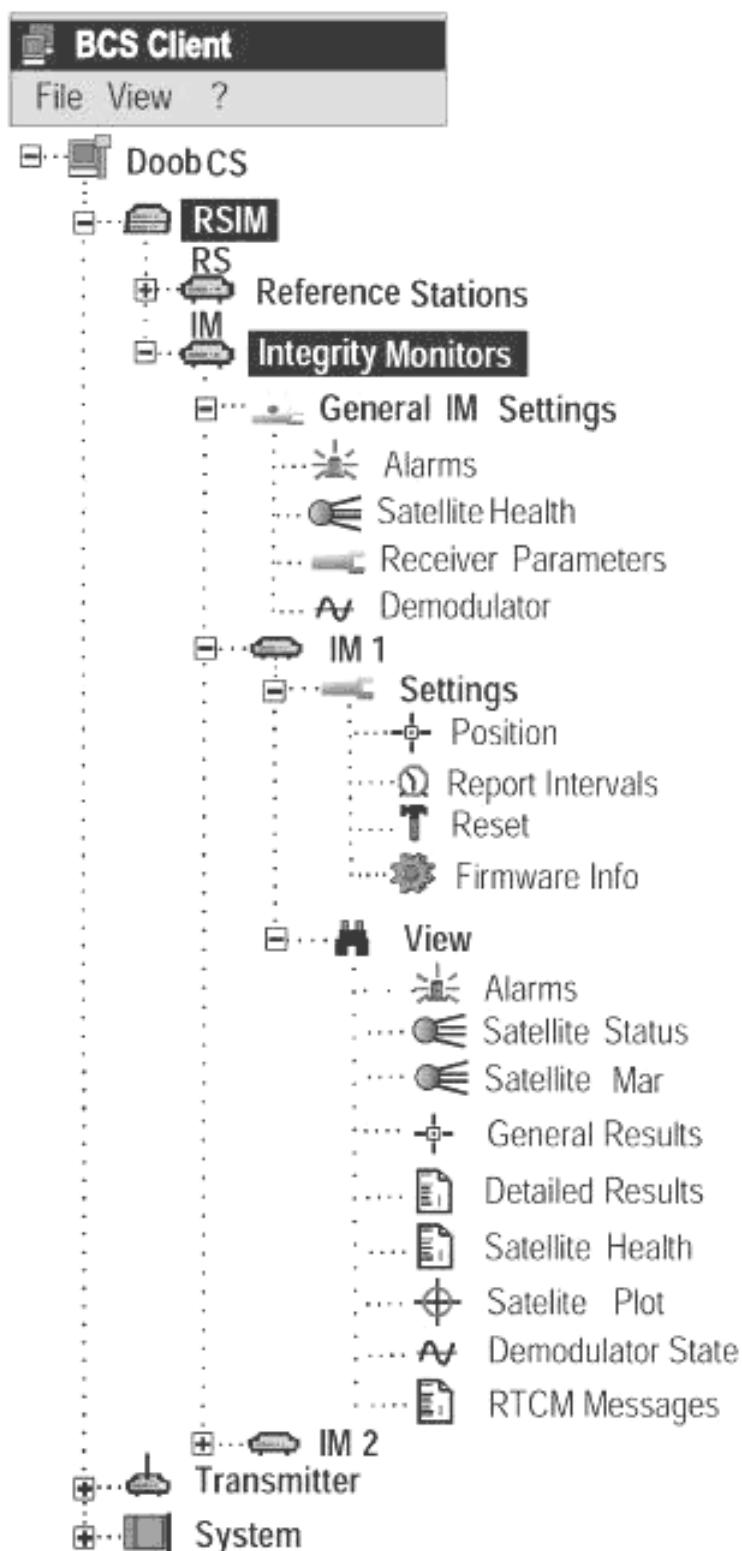 BCS Client
File View ?
Doob CS
RSIM
RS
Reference Stations
IM
Integrity Monitors
General IM Settings
Alarms
Satellite Health
Receiver Parameters
Demodulator
IM 1
Settings
Position
Report Intervals
Reset
Firmware Info
View
Alarms
Satellite Status
Satellite Mar
General Results
Detailed Results
Satellite Health
Satelite Plot
Demodulator State
RTCM Messages
IM 2
Transmitter
System